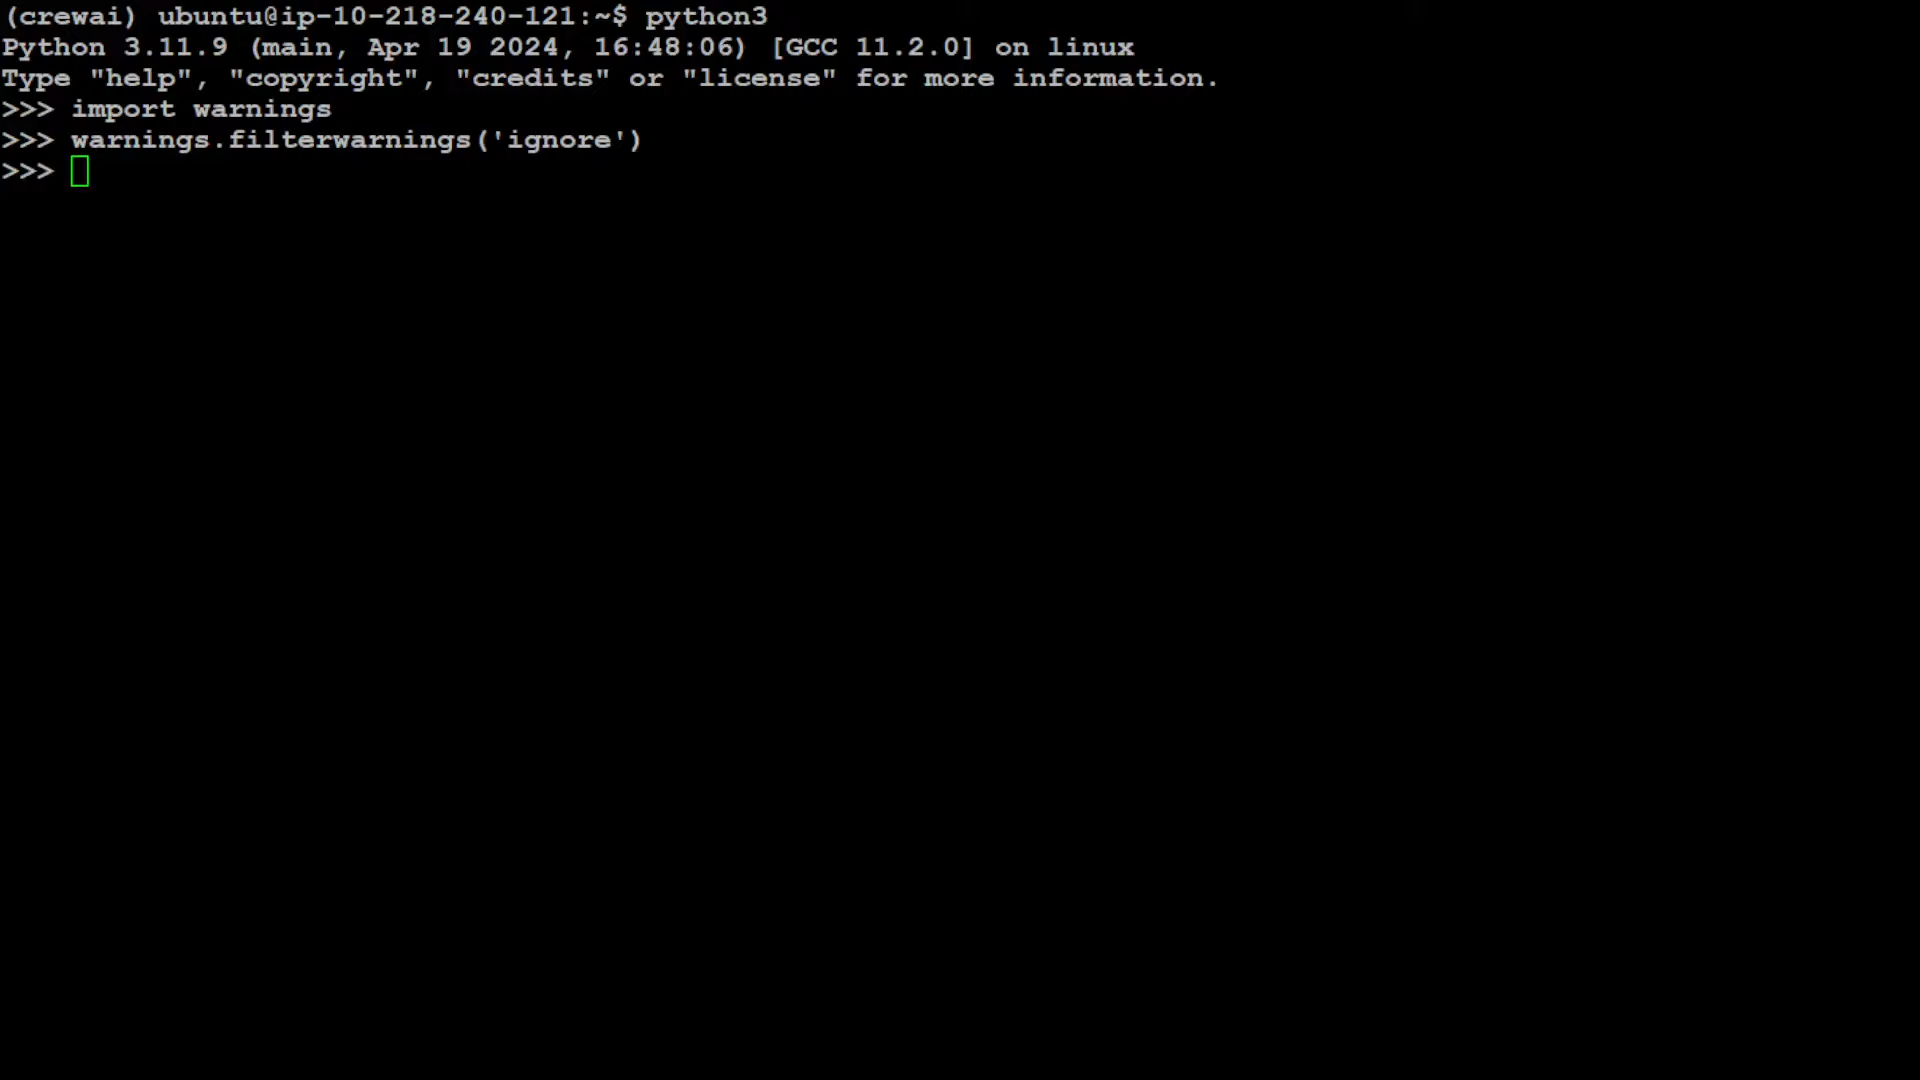 (crewai) ubuntu@ip-10-218-240-121:~$ python3
Python 3.11.9 (main, Apr 19 2024, 16:48:06) [GCC 11.2.0] on linux
Type "help", "copyright", "credits" or "license" for more information.
>>> import warnings
>>> warnings.filterwarnings('ignore')
>>>